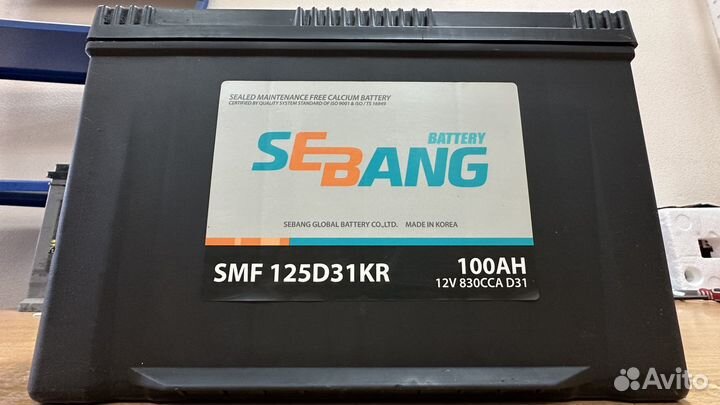 SEALED MAINTENANCE FREE CALCIUM BATTERY
CERTIFIED BY QUALITY SYSTEM STANDARD OF ISO 9001 & ISO / TS 16949
BATTERY
SEBANG
SEBANG GLOBAL BATTERY CO.,LTD. MADE IN KOREA
SMF 125D31KR 100AH
12V 830CCA D31
Avito